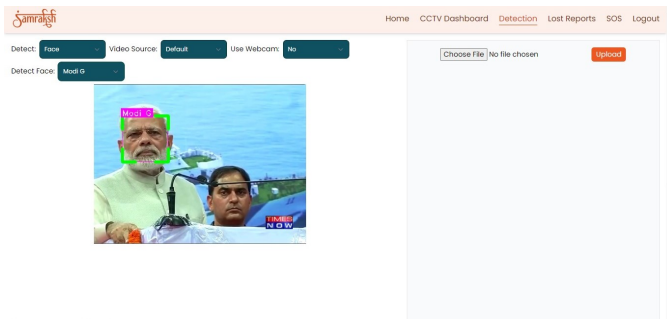 Samraksh
Home CCTV Dashboard Detection Lost Reports SOS Logout
Detect: Face Video Source: Default Use Webcam: No
Detect Face: Modi G
Choose File No file chosen Upload
Modi G
TIMES
NOW